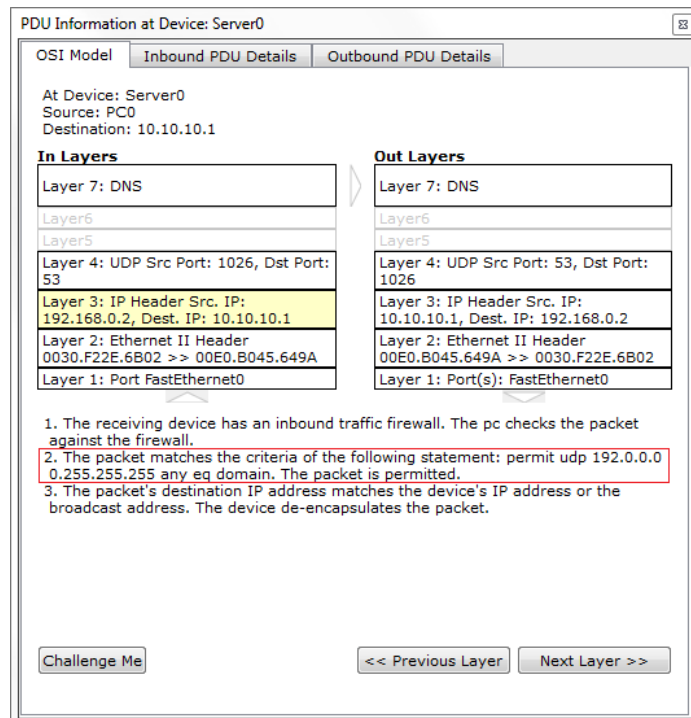 PDU Information at Device: Server0
OSI Model
Inbound PDU Details
Outbound PDU Details
At Device: Server0
Source: PC0
Destination: 10.10.10.1
In Layers
Layer 7: DNS
Layer6
Layer5
Layer 4: UDP Src Port: 1026, Dst Port:
53
Layer 3: IP Header Src. IP:
192.168.0.2, Dest. IP: 10.10.10.1
Layer 2: Ethernet II Header
0030.F22E.6B02 >> 00E0.B045.649A
Layer 1: Port FastEthernet0
Out Layers
Layer 7: DNS
Layer6
Layer5
Layer 4: UDP Src Port: 53, Dst Port:
1026
Layer 3: IP Header Src. IP:
10.10.10.1, Dest. IP: 192.168.0.2
Layer 2: Ethernet II Header
00E0.B045.649A >> 0030.F22E.6B02
Layer 1: Port(s): FastEthernet0
1. The receiving device has an inbound traffic firewall. The pc checks the packet
against the firewall.
2. The packet matches the criteria of the following statement: permit udp 192.0.0.0
0.255.255.255 any eq domain. The packet is permitted.
3. The packet's destination IP address matches the device's IP address or the
broadcast address. The device de-encapsulates the packet.
Challenge Me
<< Previous Layer
Next Layer >>